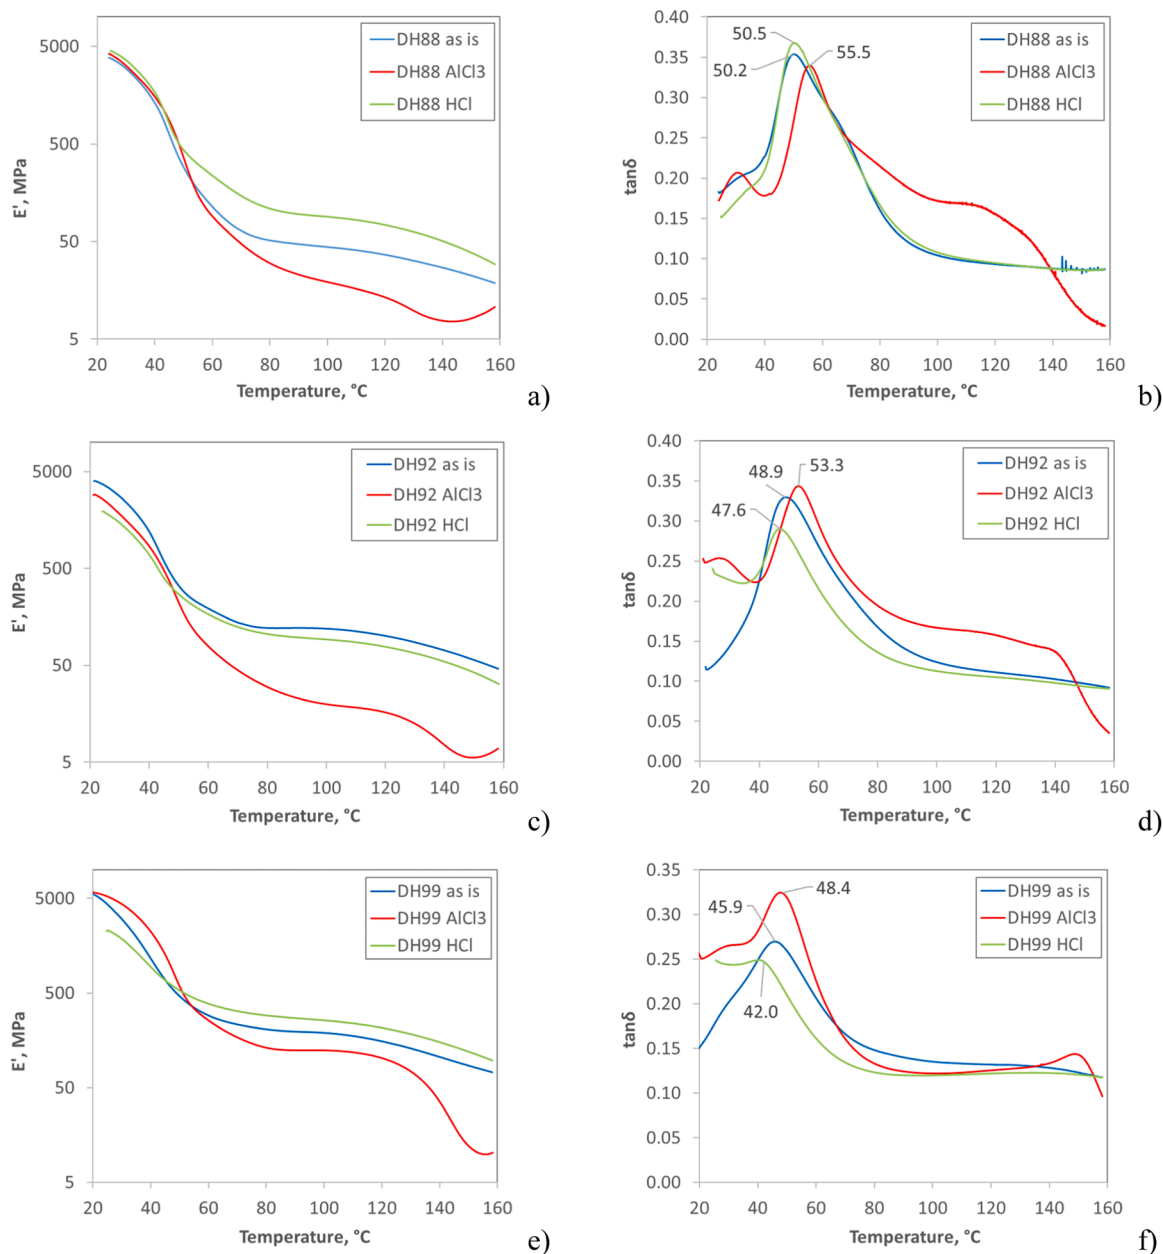 5000
500
50
5
E', MPa
20 40 60 80 100 120 140 160
Temperature, °C
DH88 as is
DH88 AlCl3
DH88 HCl
a)
0.40
0.35
0.30
0.25
0.20
0.15
0.10
0.05
0.00
tanδ
50.5
50.2
55.5
DH88 as is
DH88 AlCl3
DH88 HCl
20 40 60 80 100 120 140 160
Temperature, °C
b)
5000
500
50
5
E', MPa
DH92 as is
DH92 AlCl3
DH92 HCl
20 40 60 80 100 120 140 160
Temperature, °C
c)
0.40
0.35
0.30
0.25
0.20
0.15
0.10
0.05
0.00
tanδ
48.9
53.3
47.6
DH92 as is
DH92 AlCl3
DH92 HCl
20 40 60 80 100 120 140 160
Temperature, °C
d)
5000
500
50
5
E', MPa
DH99 as is
DH99 AlCl3
DH99 HCl
20 40 60 80 100 120 140 160
Temperature, °C
e)
0.35
0.30
0.25
0.20
0.15
0.10
0.05
0.00
tanδ
48.4
45.9
42.0
DH99 as is
DH99 AlCl3
DH99 HCl
20 40 60 80 100 120 140 160
Temperature, °C
f)